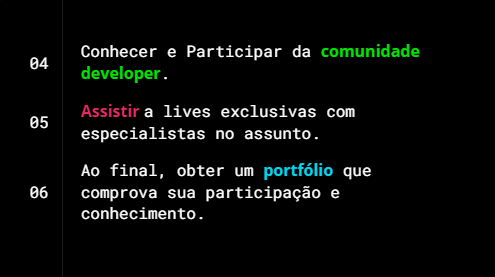 04
Conhecer e Participar da comunidade
developer.
05
Assistir a lives exclusivas com
especialistas no assunto.
06
Ao final, obter um portfólio que
comprova sua participação e
conhecimento.